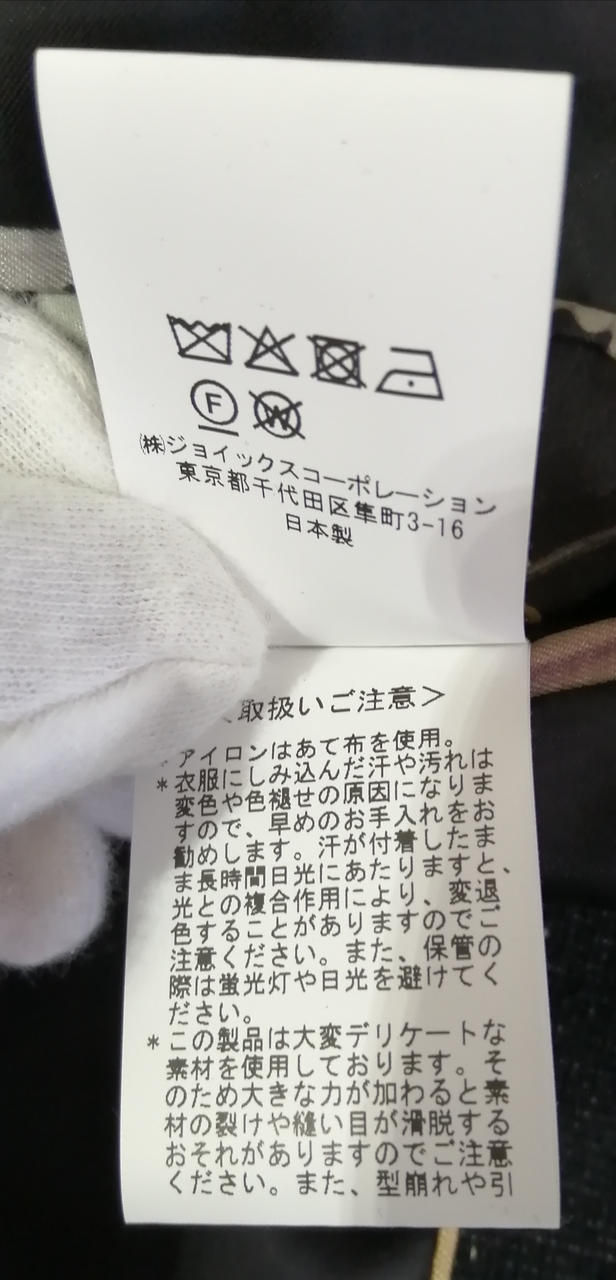 F
W
㈱ジョイックスコーポレーション
東京都千代田区隼町3-16
日本製
取扱いご注意＞
アイロンはあて布を使用。
*衣服にしみ込んだ汗や汚れは
変色や色褪せの原因になりま
すので、早めのお手入れをお
勧めします。汗が付着したま
ま長時間日光にあたりますと、
光との複合作用により、変退
色することがありますのでご
注意ください。また、保管の
際は蛍光灯や日光を避けてく
ださい。
*この製品は大変デリケートな
素材を使用しております。そ
のため大きな力が加わると素
材の裂けや縫い目が滑脱する
おそれがありますのでご注意
ください。また、型崩れや引